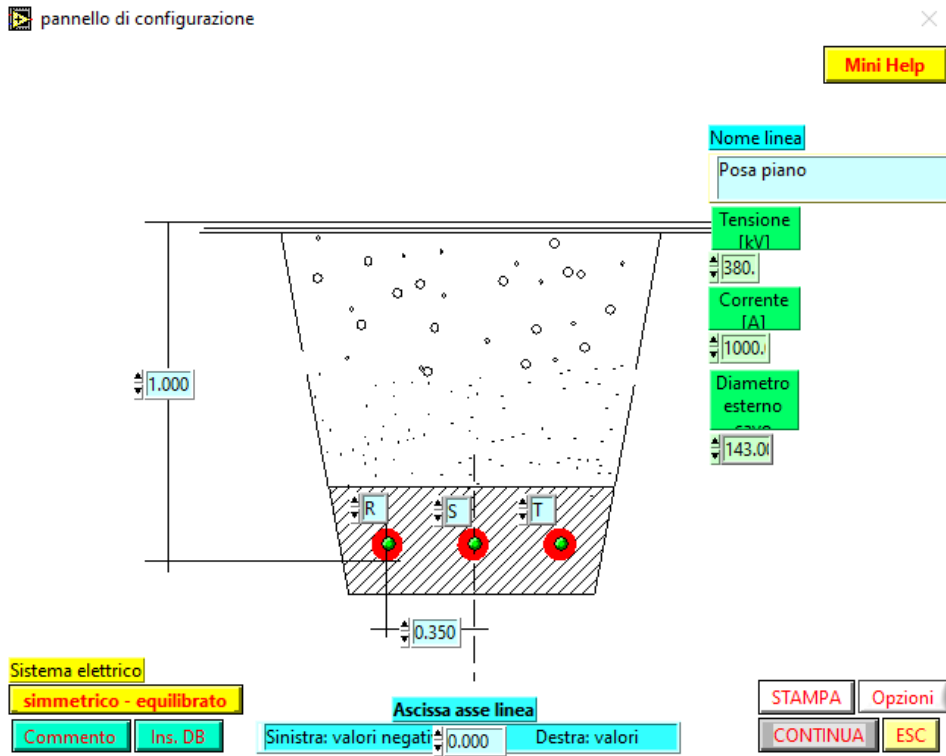 pannello di configurazione
Mini Help
Nome linea
Posa piano
Tensione
[kV]
380.
Corrente
[A]
1000.
Diametro
esterno
cavo
143.0
1.000
R
S
T
0.350
Sistema elettrico
simmetrico - equilibrato
Commento
Ins. DB
Ascissa asse linea
Sinistra: valori negati
0.000
Destra: valori
STAMPA
Opzioni
CONTINUA
ESC